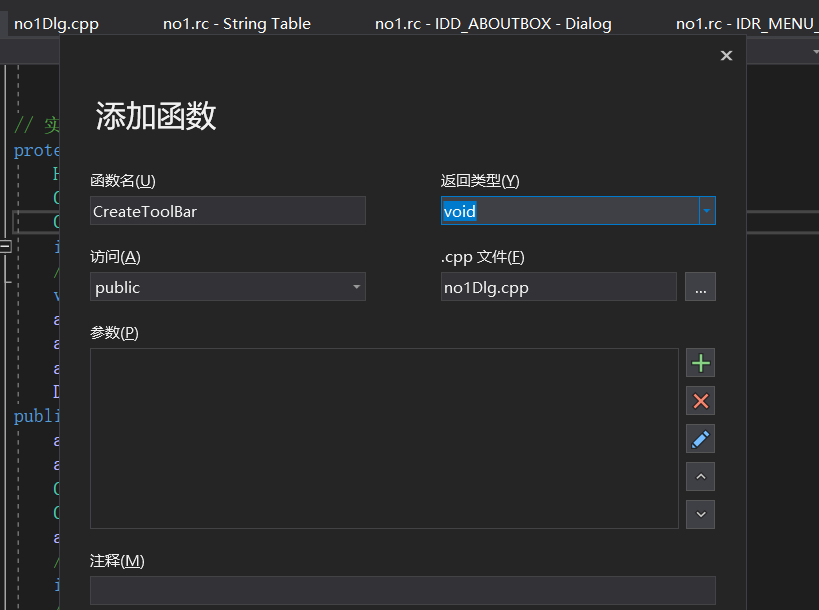 no1Dlg.cpp no1.rc - String Table no1.rc - IDD_ABOUTBOX - Dialog no1.rc - IDR_MENU_
添加函数
// 实
prote
函数名(U) 返回类型(Y)
CreateToolBar void
访问(A) .cpp 文件(F)
public no1Dlg.cpp ...
参数(P)
publi
注释(M)